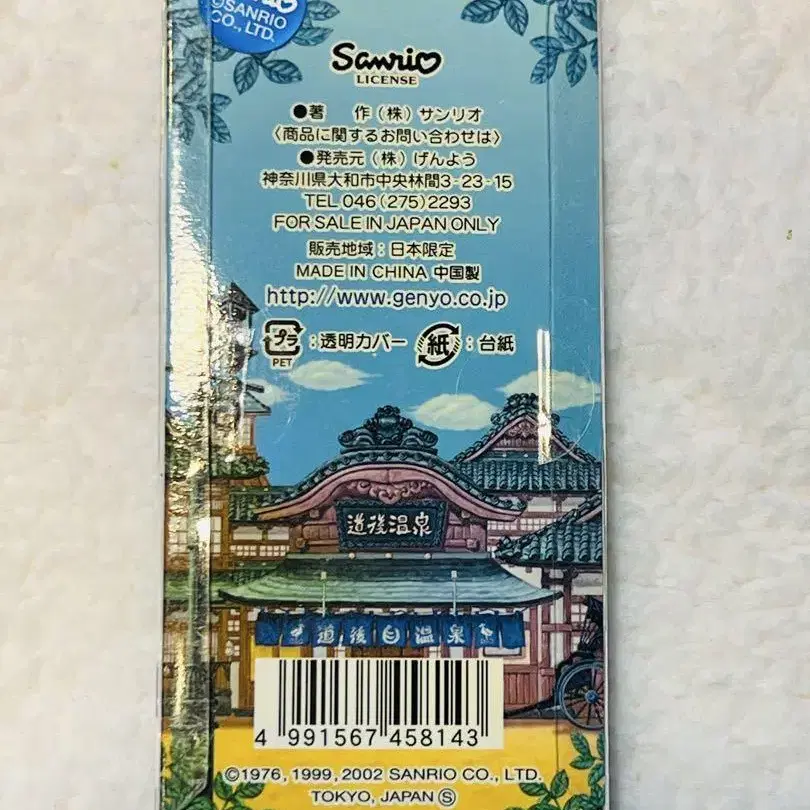 ©SANRIO
CO., LTD.
Sanrio
LICENSE
●著　作(株)サンリオ
〈商品に関するお問い合わせは〉
●発売元(株)げんよう
神奈川県大和市中央林間3-23-15
TEL 046(275)2293
FOR SALE IN JAPAN ONLY
販売地域：日本限定
MADE IN CHINA 中国製
http://www.genyo.co.jp
プラ：透明カバー 紙：台紙
PET
道後温泉
道後温泉
4 991567 458143
©1976, 1999, 2002 SANRIO CO., LTD.
TOKYO, JAPAN Ⓢ